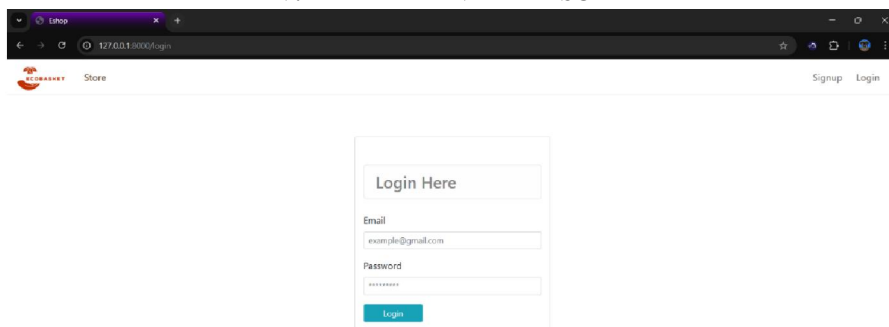 Eshop
127.0.0.1:8000/login
ECOBASKET Store Signup Login
Login Here
Email
example@gmail.com
Password
*********
Login